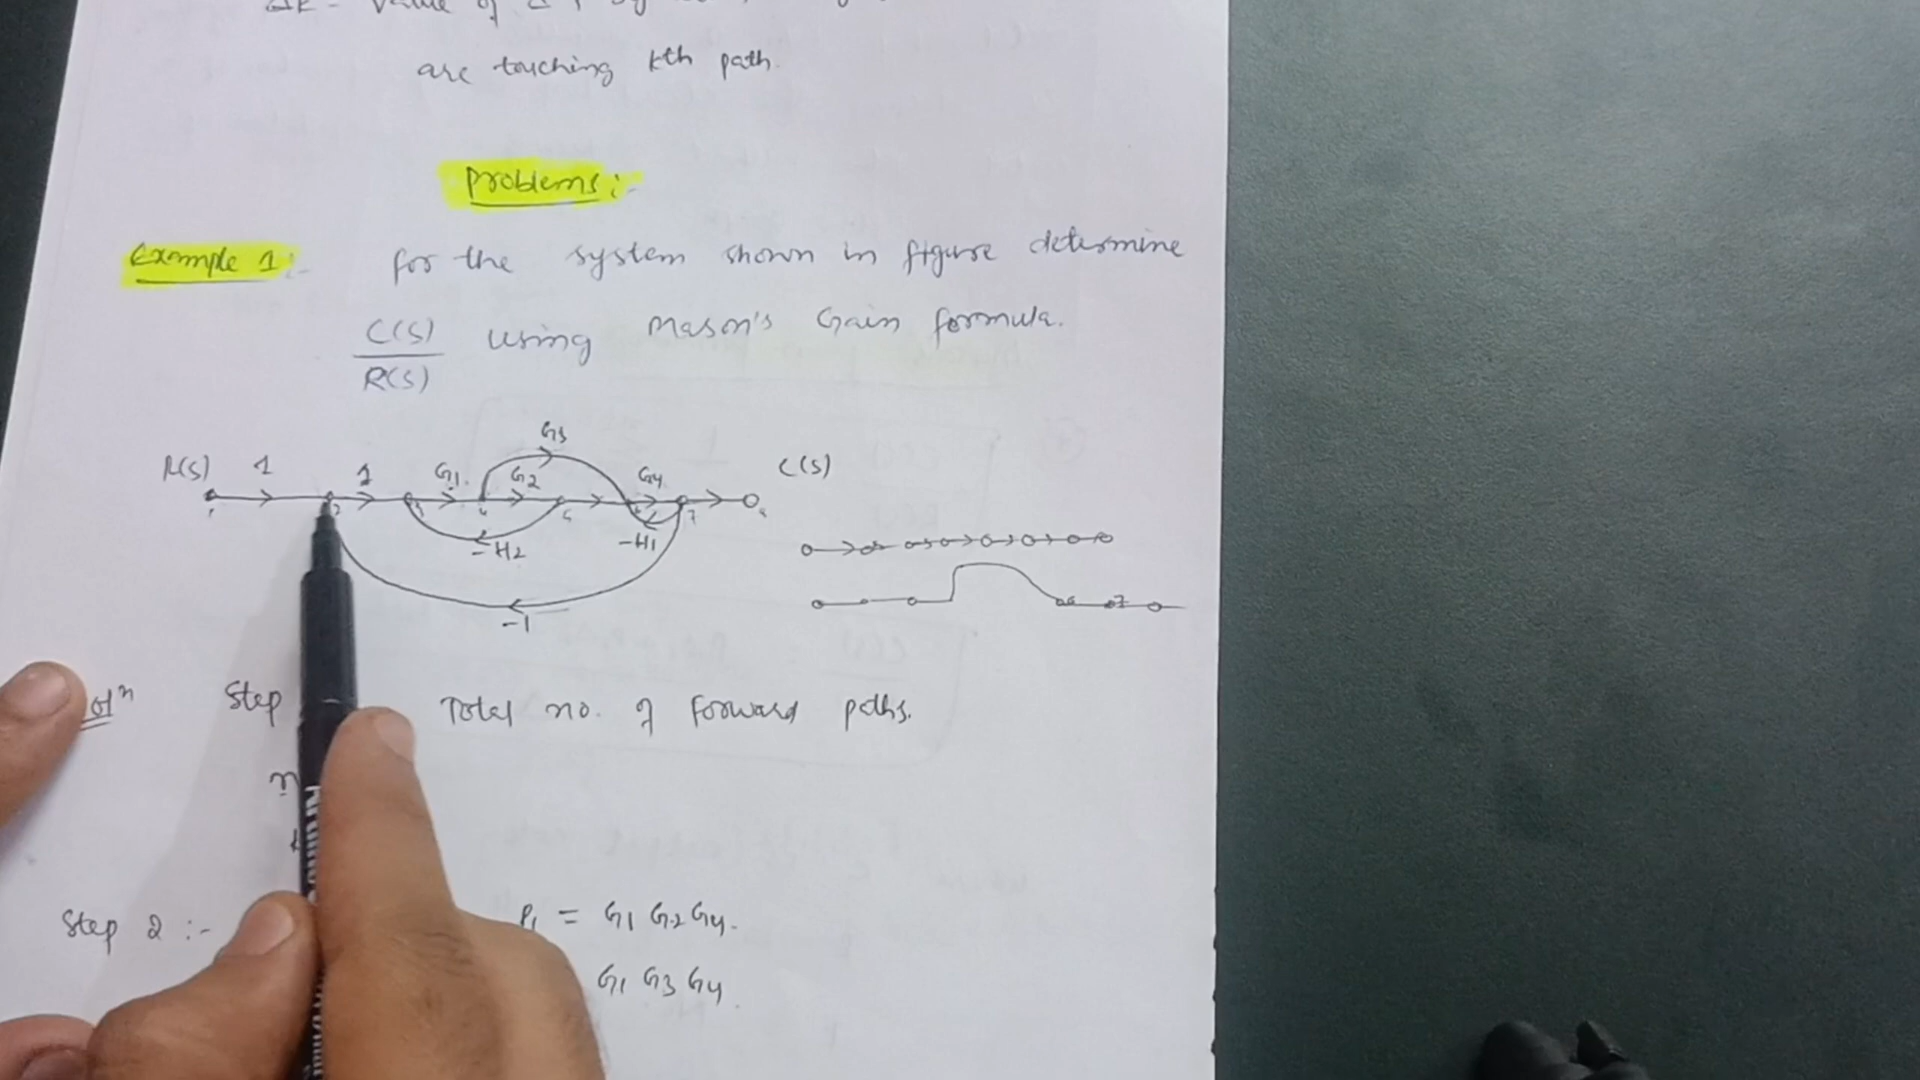 are touching kth path.
Problems:-
Example 1:- for the system shown in figure determine
C(S)/R(S) using Mason's Gain formula.
R(S) 1 1 G1 G2 G3 G4 C(S)
-H2 -H1
-1
Step Total no. of forward paths.
Step 2 :- P1 = G1 G2 G4.
G1 G3 G4.